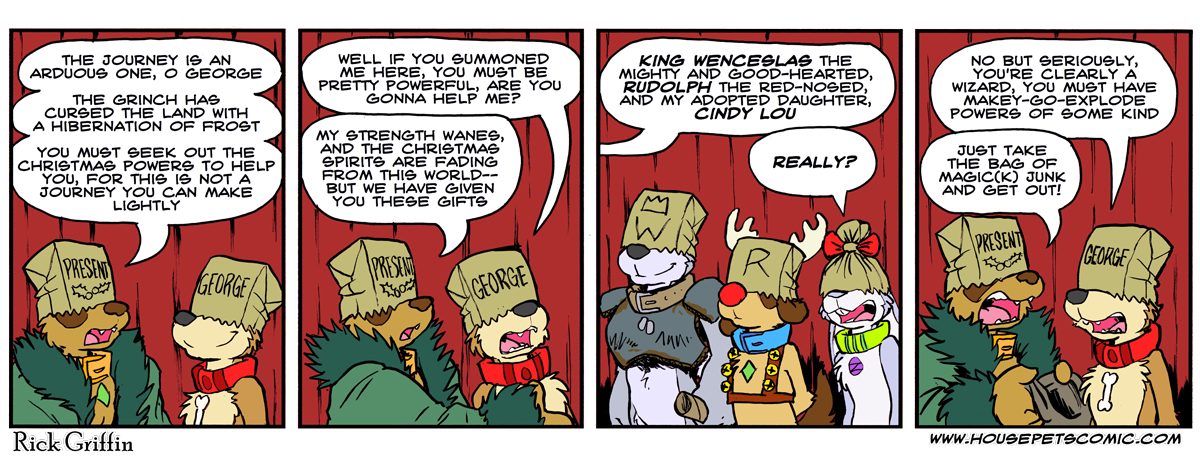 THE JOURNEY IS AN
ARDUOUS ONE, O GEORGE
THE GRINCH HAS
CURSED THE LAND WITH
A HIBERNATION OF FROST
YOU MUST SEEK OUT THE
CHRISTMAS POWERS TO HELP
YOU, FOR THIS IS NOT A
JOURNEY YOU CAN MAKE
LIGHTLY
PRESENT
GEORGE
WELL IF YOU SUMMONED
ME HERE, YOU MUST BE
PRETTY POWERFUL, ARE YOU
GONNA HELP ME?
MY STRENGTH WANES,
AND THE CHRISTMAS
SPIRITS ARE FADING
FROM THIS WORLD--
BUT WE HAVE GIVEN
YOU THESE GIFTS
PRESENT
GEORGE
KING WENCESLAS THE
MIGHTY AND GOOD-HEARTED,
RUDOLPH THE RED-NOSED,
AND MY ADOPTED DAUGHTER,
CINDY LOU
REALLY?
W
R
NO BUT SERIOUSLY,
YOU'RE CLEARLY A
WIZARD, YOU MUST HAVE
MAKEY-GO-EXPLODE
POWERS OF SOME KIND
JUST TAKE
THE BAG OF
MAGIC(K) JUNK
AND GET OUT!
PRESENT
GEORGE
Rick Griffin
WWW.HOUSEPETSCOMIC.COM